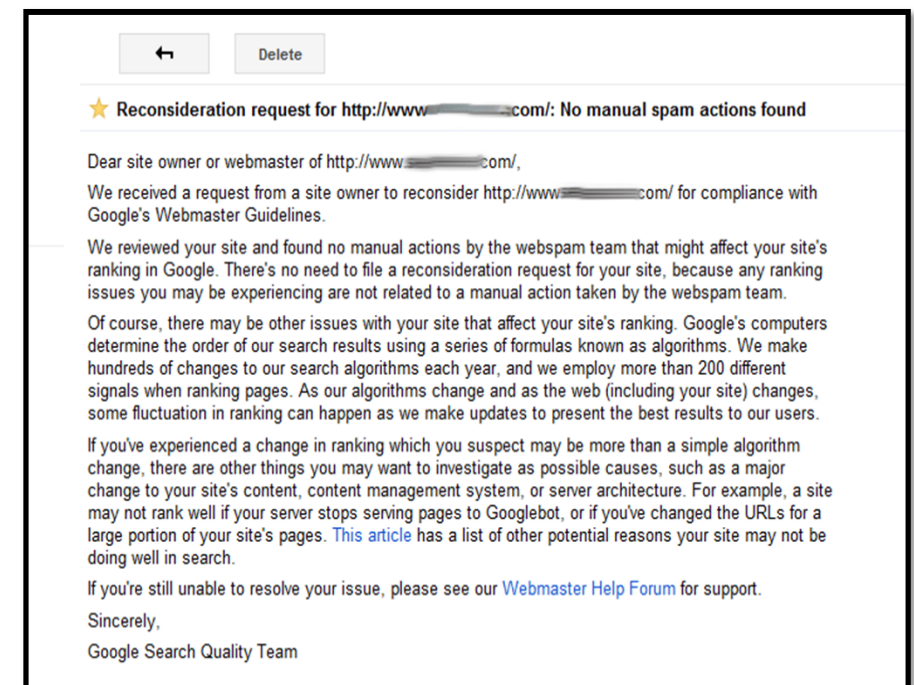 Delete
Reconsideration request for http://www com/: No manual spam actions found
Dear site owner or webmaster of http://www. com/,
We received a request from a site owner to reconsider http://www com/ for compliance with
Google's Webmaster Guidelines.
We reviewed your site and found no manual actions by the webspam team that might affect your site's
ranking in Google. There's no need to file a reconsideration request for your site, because any ranking
issues you may be experiencing are not related to a manual action taken by the webspam team.
Of course, there may be other issues with your site that affect your site's ranking. Google's computers
determine the order of our search results using a series of formulas known as algorithms. We make
hundreds of changes to our search algorithms each year, and we employ more than 200 different
signals when ranking pages. As our algorithms change and as the web (including your site) changes,
some fluctuation in ranking can happen as we make updates to present the best results to our users.
If you've experienced a change in ranking which you suspect may be more than a simple algorithm
change, there are other things you may want to investigate as possible causes, such as a major
change to your site's content, content management system, or server architecture. For example, a site
may not rank well if your server stops serving pages to Googlebot, or if you've changed the URLs for a
large portion of your site's pages. This article has a list of other potential reasons your site may not be
doing well in search.
If you're still unable to resolve your issue, please see our Webmaster Help Forum for support.
Sincerely,
Google Search Quality Team